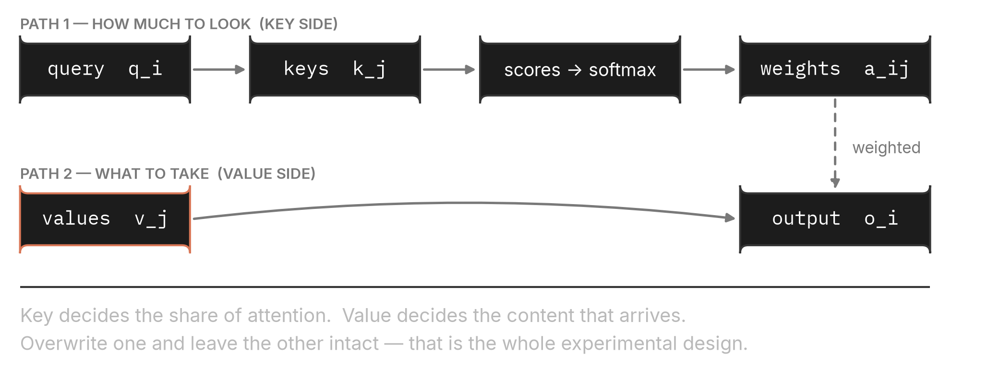 PATH 1 — HOW MUCH TO LOOK (KEY SIDE)
query q_i
keys k_j
scores → softmax
weights a_ij
weighted
PATH 2 — WHAT TO TAKE (VALUE SIDE)
values v_j
output o_i
Key decides the share of attention. Value decides the content that arrives.
Overwrite one and leave the other intact — that is the whole experimental design.